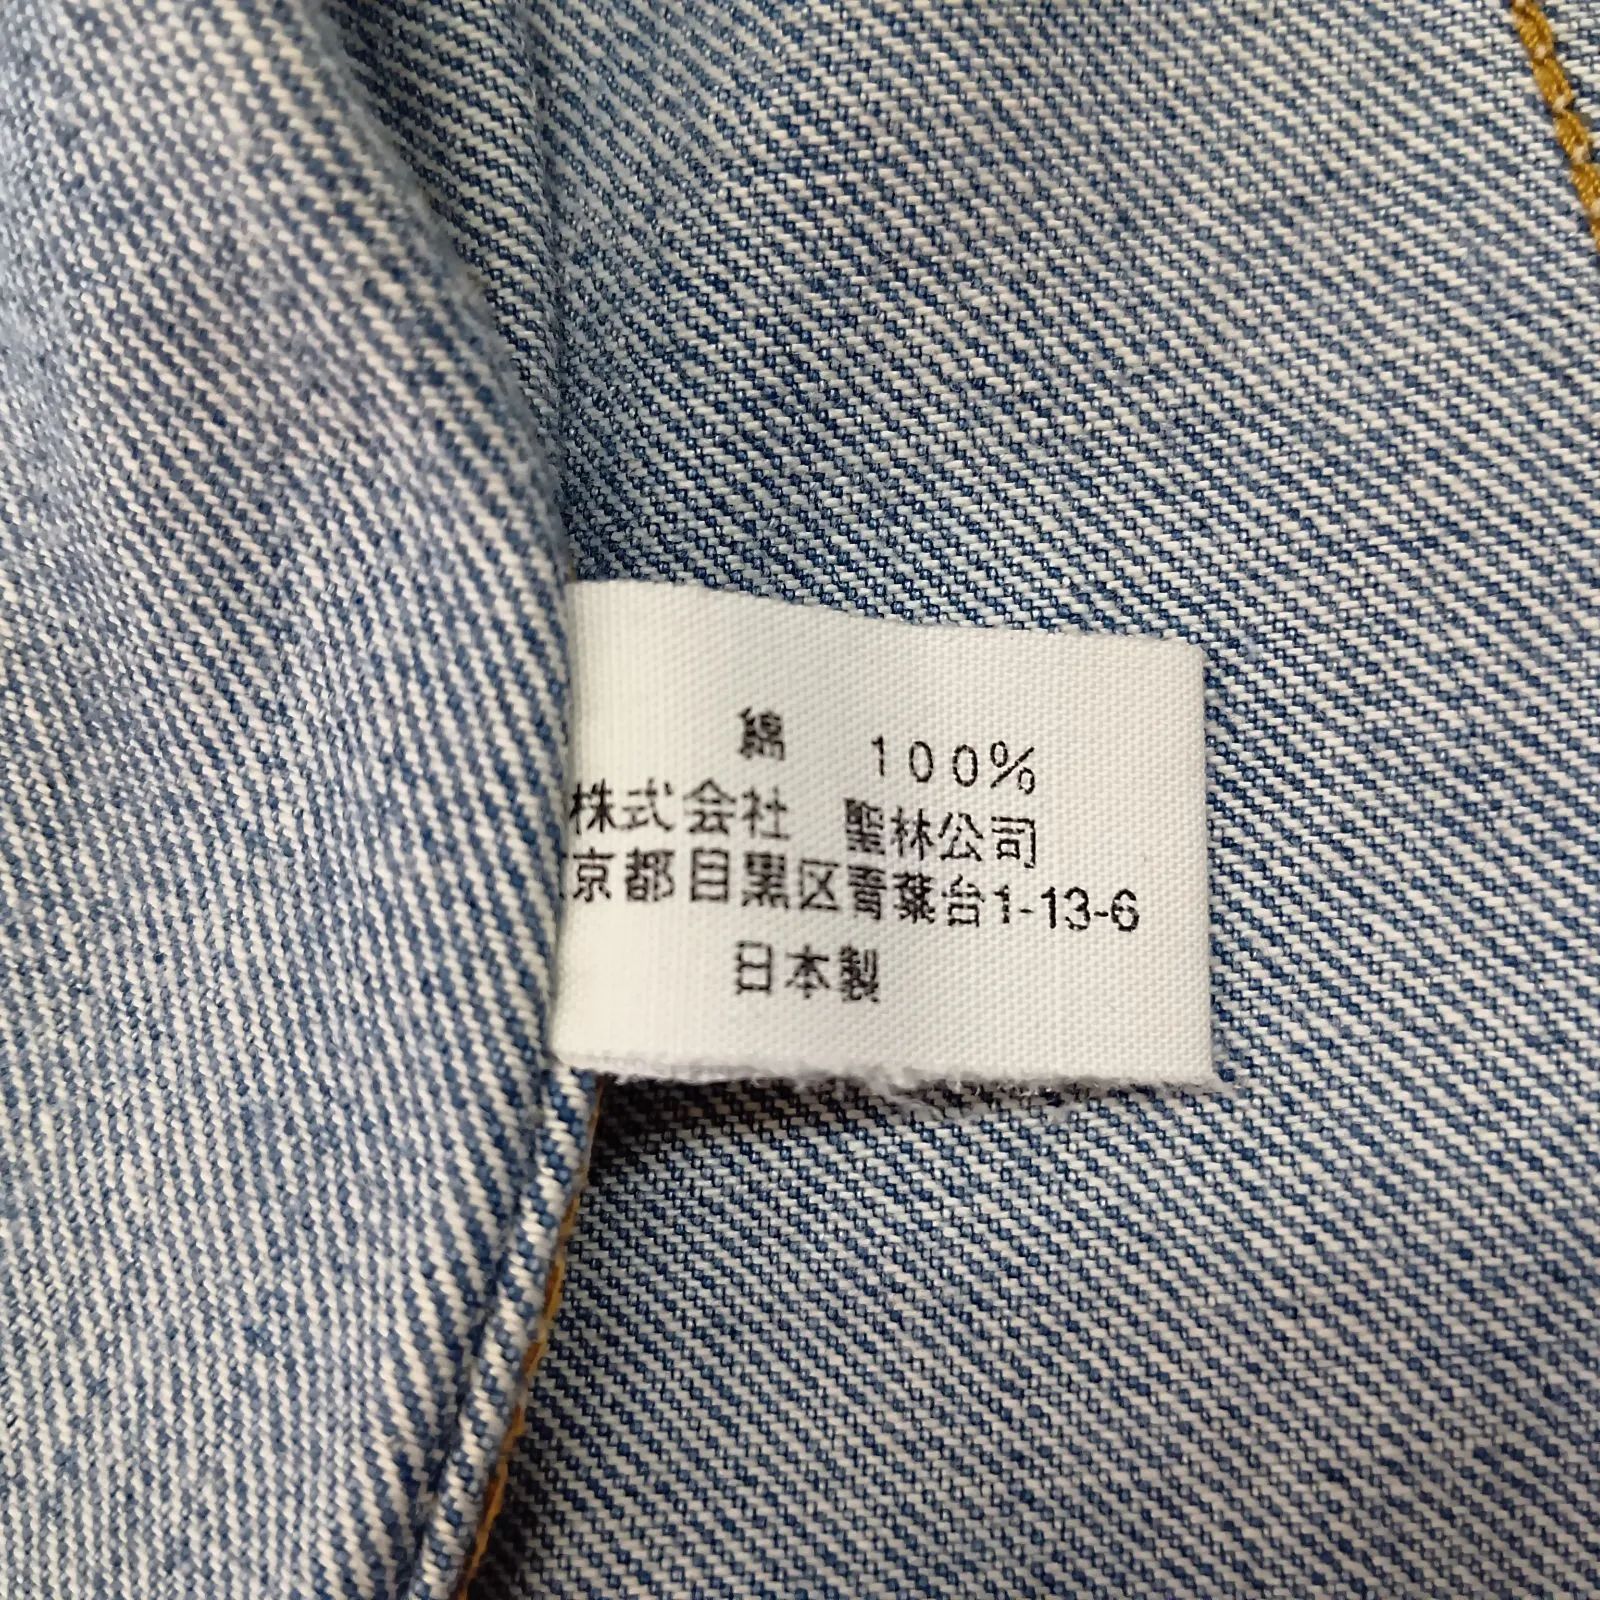 綿 100%
株式会社 聖林公司
京都目黒区青葉台1-13-6
日本製